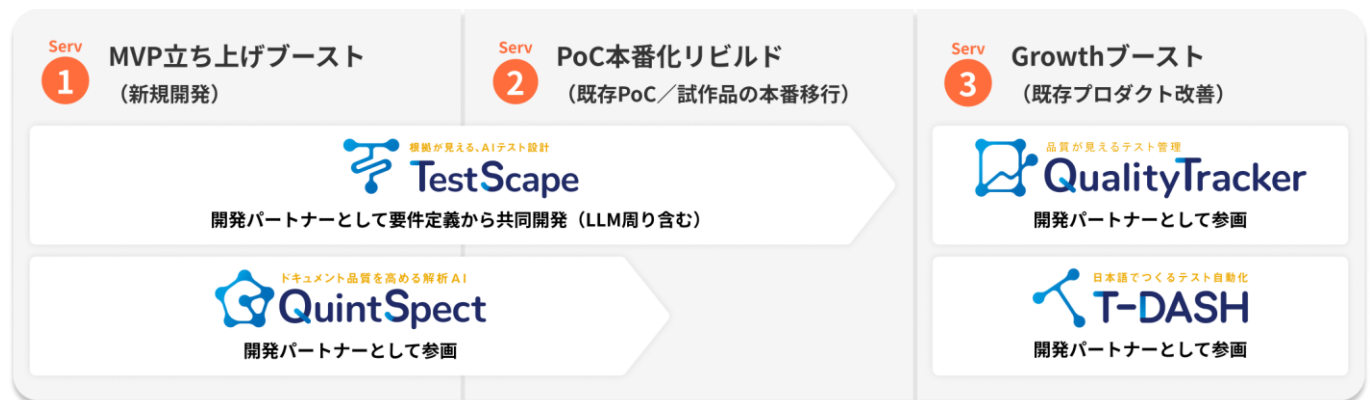 Serv
1
MVP立ち上げブースト
（新規開発）
Serv
2
PoC本番化リビルド
（既存PoC／試作品の本番移行）
Serv
3
Growthブースト
（既存プロダクト改善）
根拠が見える、AIテスト設計
TestScape
開発パートナーとして要件定義から共同開発（LLM周り含む）
品質が見えるテスト管理
QualityTracker
開発パートナーとして参画
ドキュメント品質を高める解析AI
QuintSpect
開発パートナーとして参画
日本語でつくるテスト自動化
T-DASH
開発パートナーとして参画